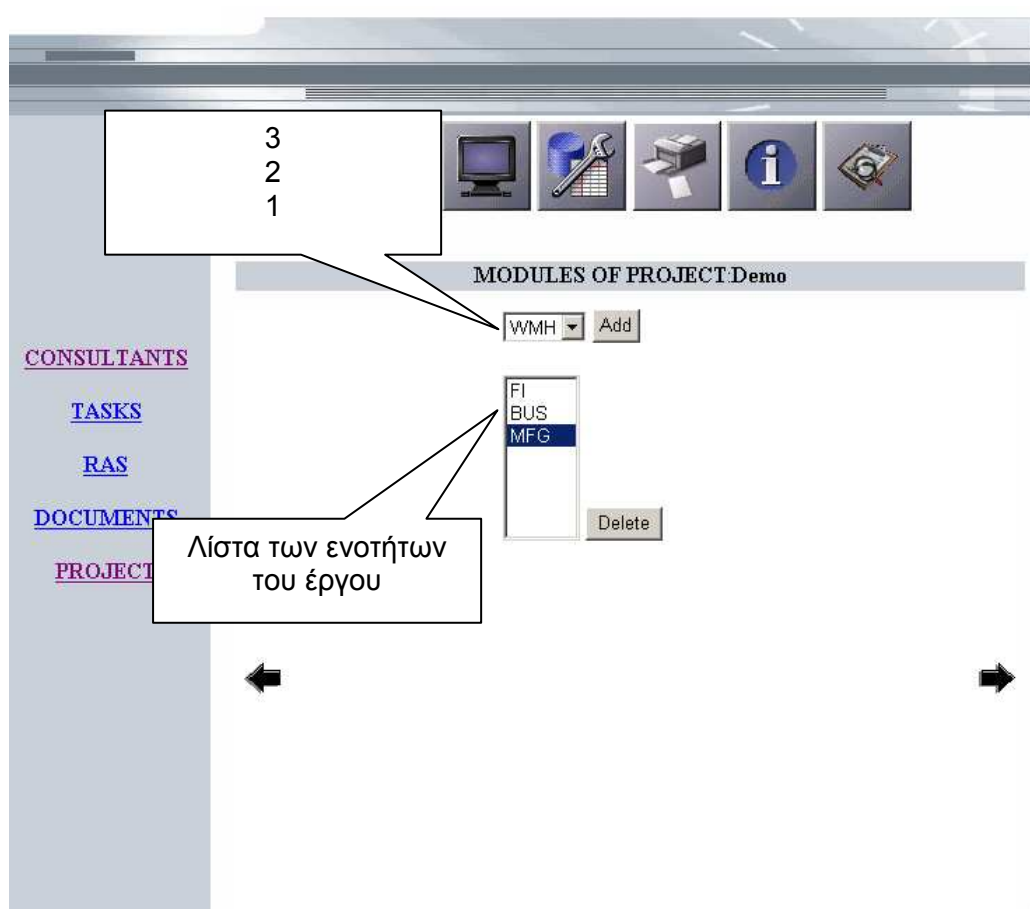 3
2
1
MODULES OF PROJECT:Demo
WMH Add
CONSULTANTS
TASKS
RAS
DOCUMENTS
PROJECT
FI
BUS
MFG
Delete
Λίστα των ενοτήτων
του έργου